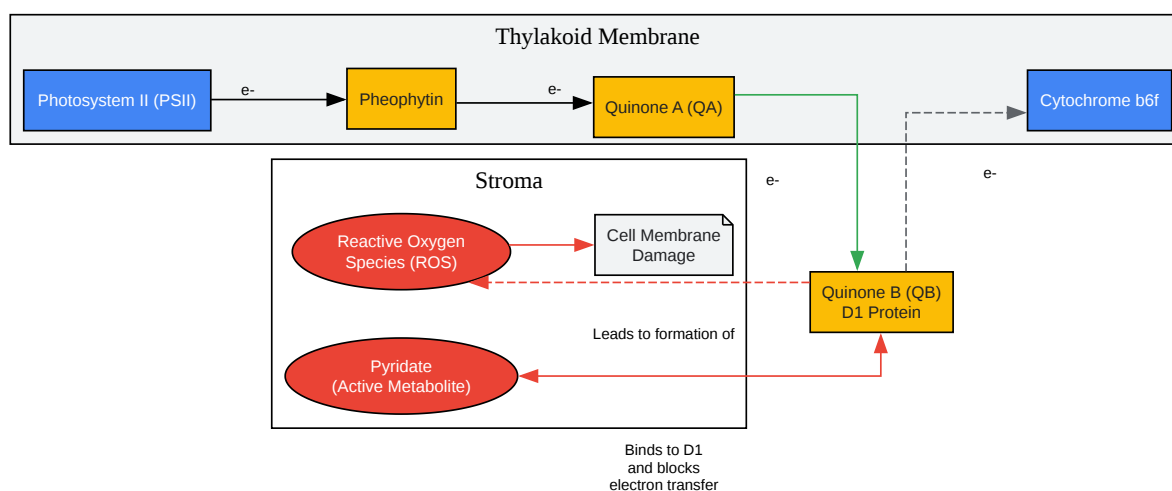 Thylakoid Membrane
Photosystem II (PSII)
e-
Pheophytin
e-
Quinone A (QA)
Cytochrome b6f
Stroma
e-
e-
Reactive Oxygen
Species (ROS)
Cell Membrane
Damage
Quinone B (QB)
D1 Protein
Leads to formation of
Pyridate
(Active Metabolite)
Binds to D1
and blocks
electron transfer